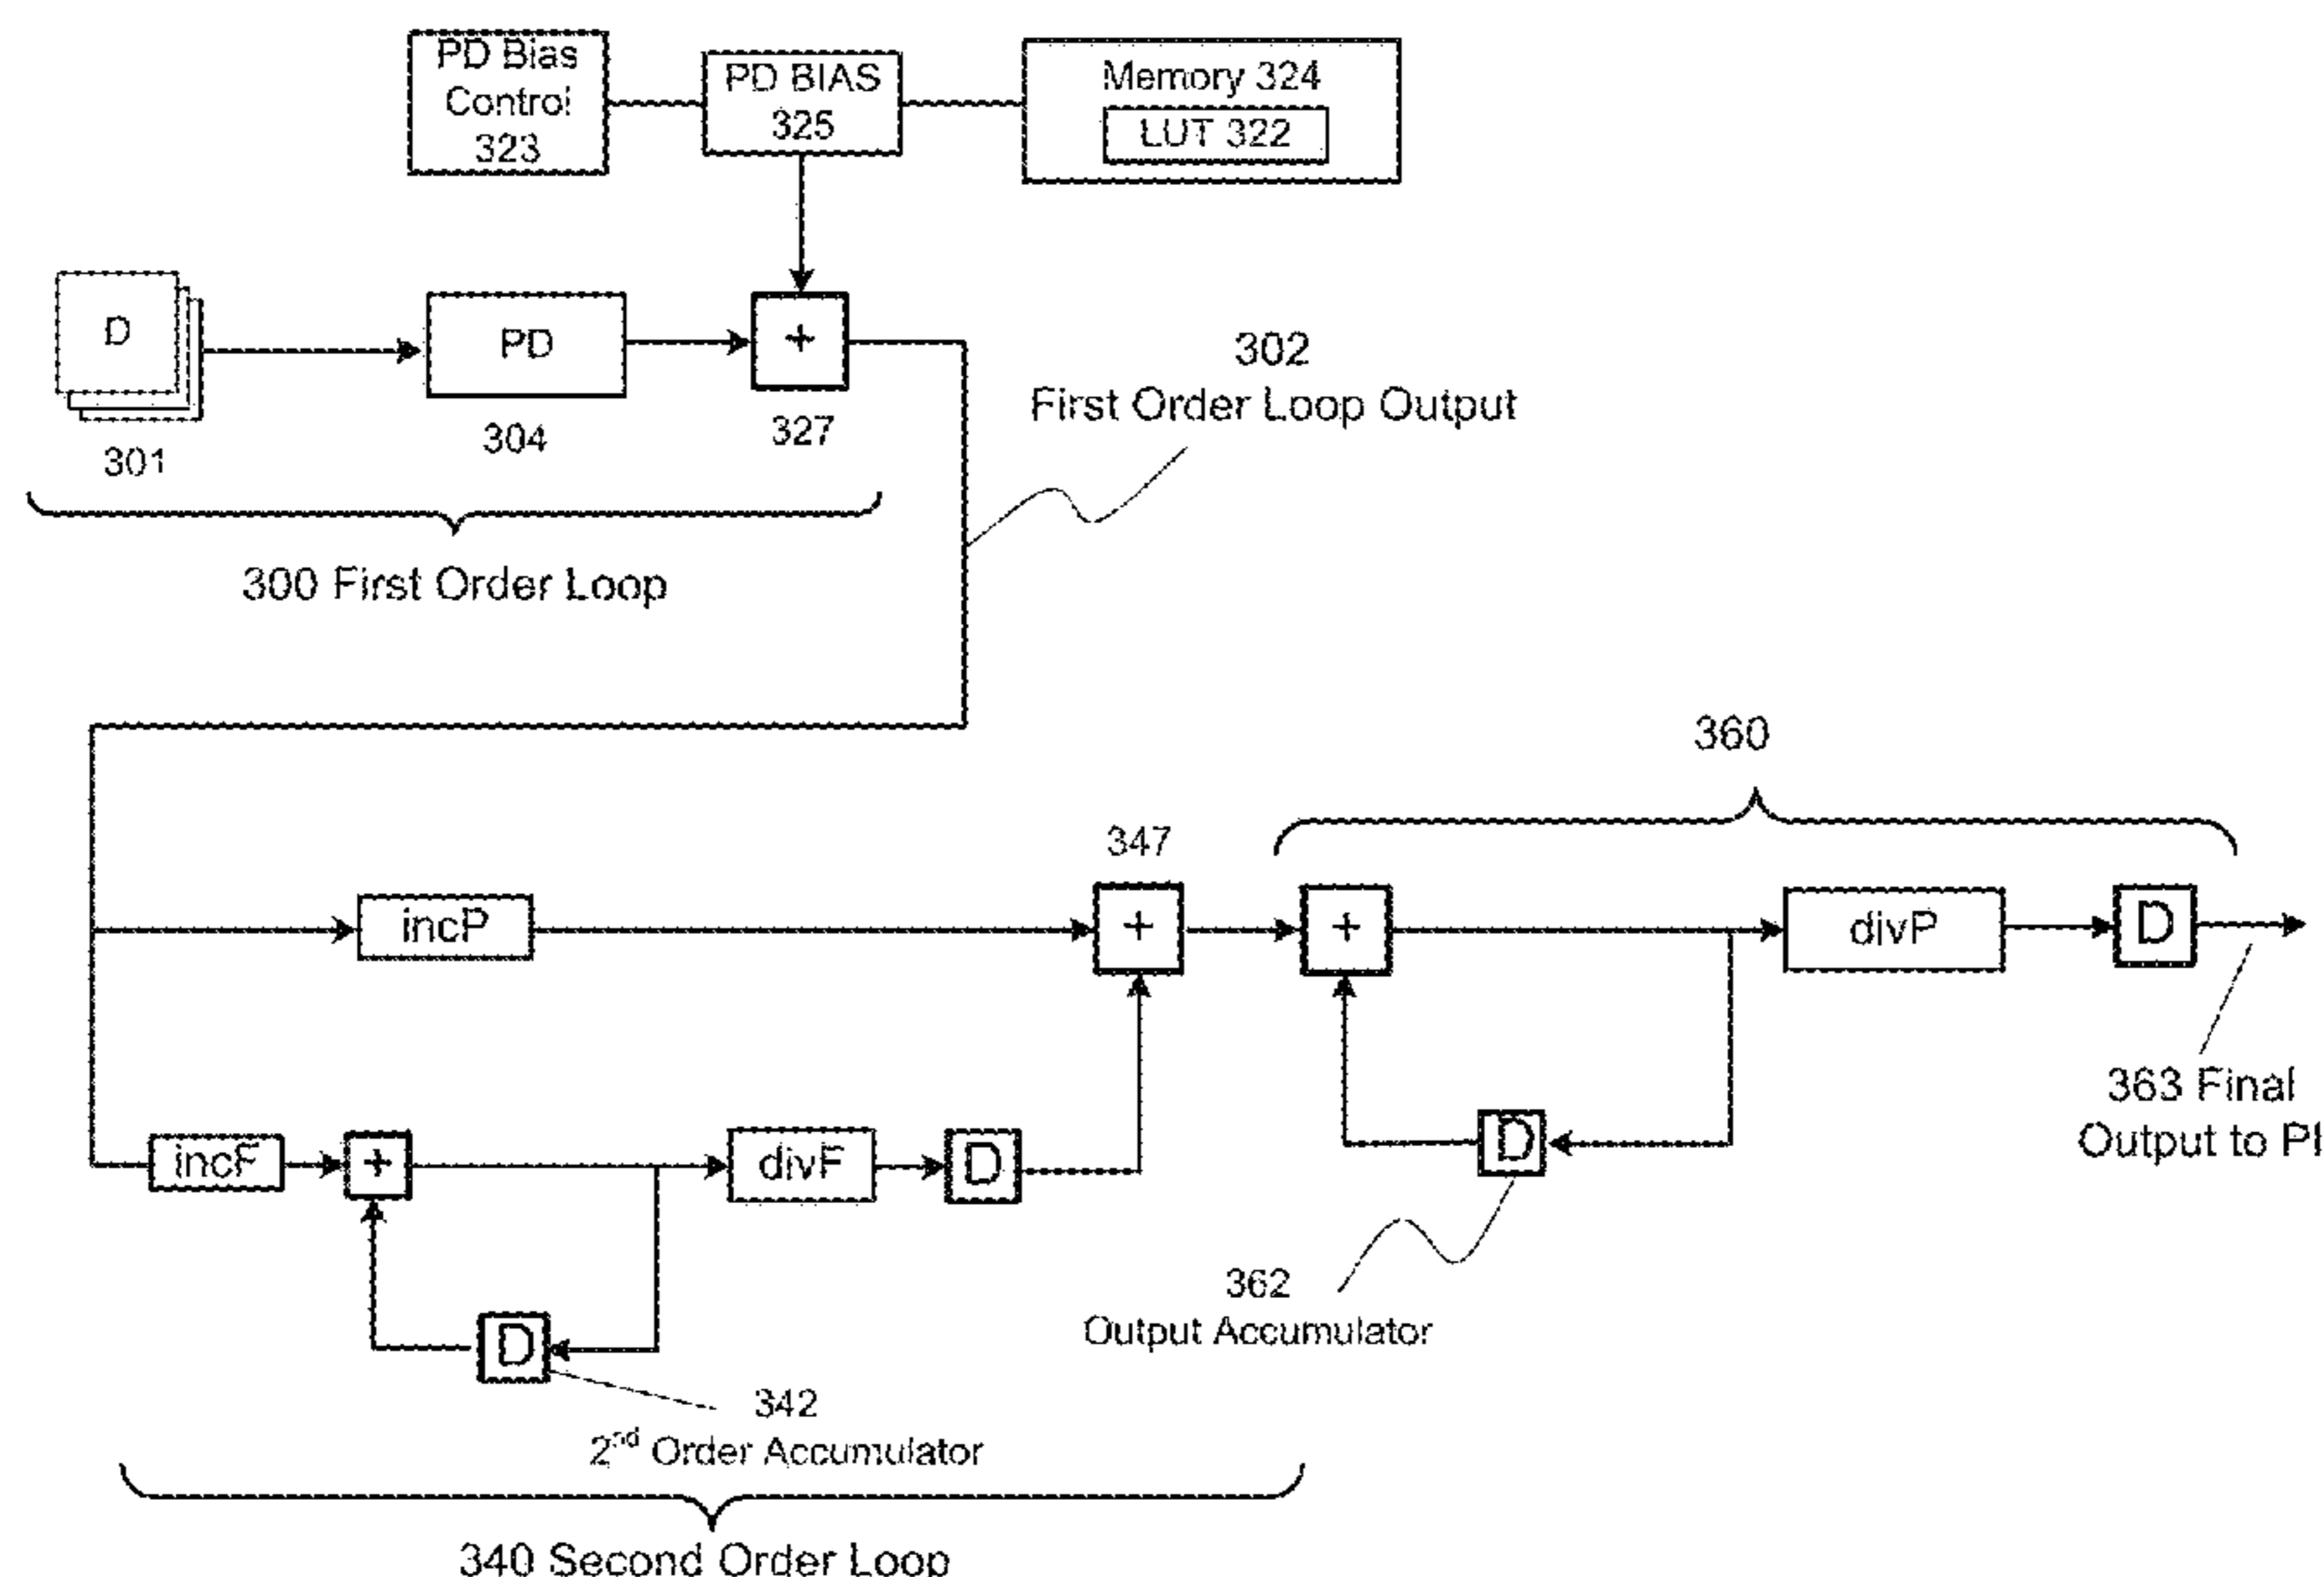 PD Bias
Control
323
PD BIAS
325
Memory 324
LUT 322
D
PD
+
301
304
327
302
First Order Loop Output
300 First Order Loop
360
347
incP
+
+
divP
D
363 Final
Output to PI
incF
+
divF
D
D
D
362
Output Accumulator
342
2nd Order Accumulator
340 Second Order Loop